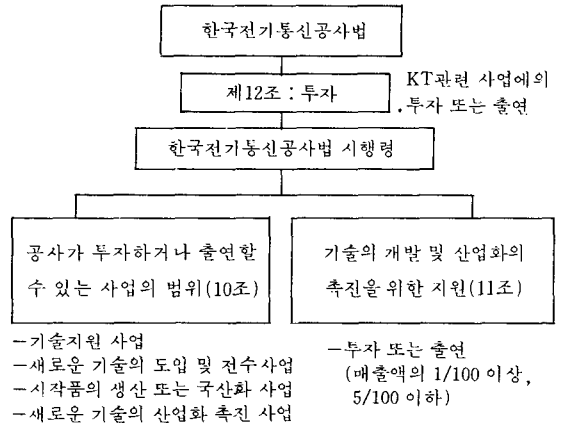 한국전기통신공사법
제12조 : 투자
KT관련 사업에의
.투자 또는 출연
한국전기통신공사법 시행령
공사가 투자하거나 출연할
수 있는 사업의 범위(10조)
기술의 개발 및 산업화의
촉진을 위한 지원(11조)
-기술지원 사업
-새로운 기술의 도입 및 전수사업
-시작품의 생산 또는 국산화 사업
-새로운 기술의 산업화 촉진 사업
-투자 또는 출연
(매출액의 1/100 이상,
5/100 이하)